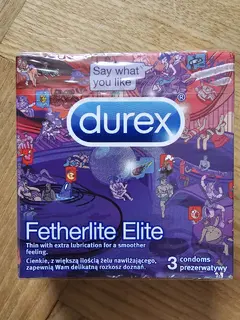 Say what
you like
durex®
Fetherlite Elite
Thin with extra lubrication for a smoother
feeling.
Cienkie, z większą ilością żelu nawilżającego,
zapewnią Wam delikatną rozkosz doznań.
3 condoms
prezerwatywy